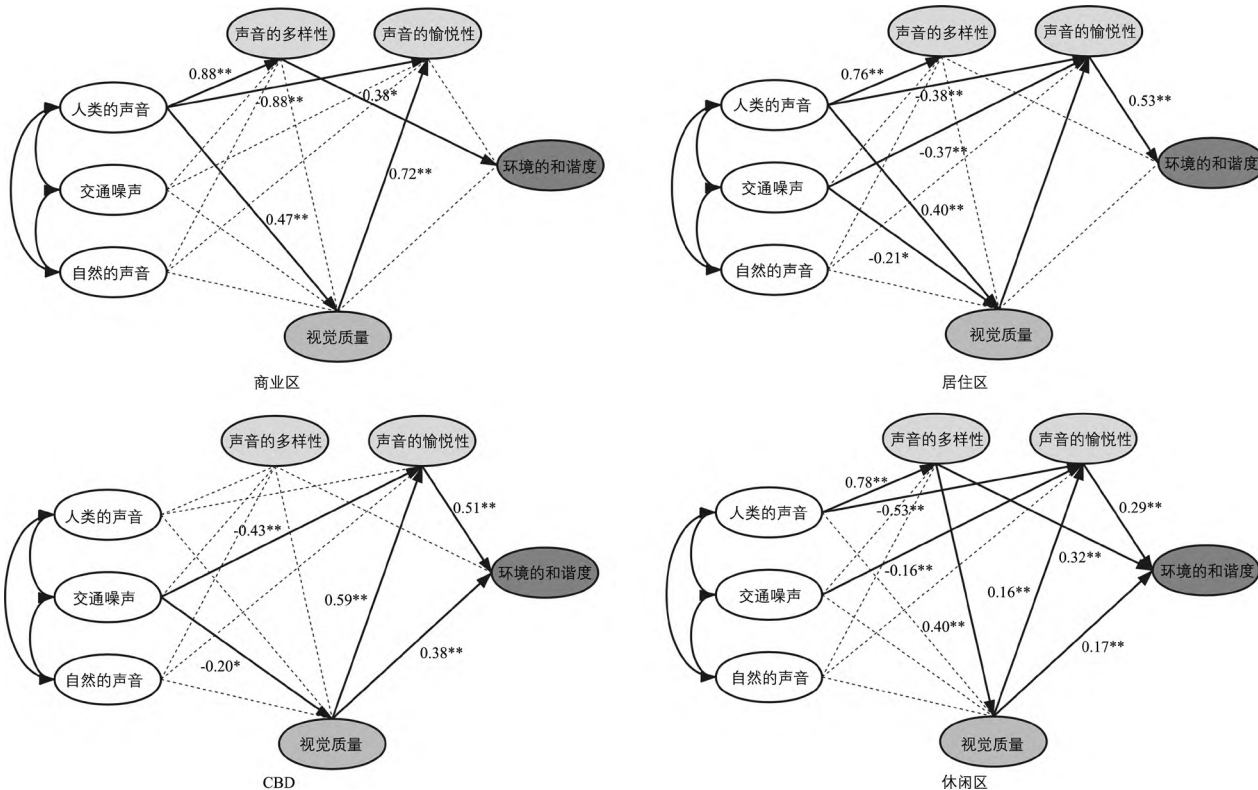 声音的多样性
声音的愉悦性
0.88**
人类的声音
-0.88**
0.38*
环境的和谐度
交通噪声
0.72**
0.47**
自然的声音
视觉质量
商业区
声音的多样性
声音的愉悦性
0.76**
人类的声音
-0.38**
0.53**
-0.37**
环境的和谐度
交通噪声
0.40**
-0.21*
自然的声音
视觉质量
居住区
声音的多样性
声音的愉悦性
人类的声音
-0.43**
0.51**
环境的和谐度
交通噪声
0.59**
-0.20*
0.38**
自然的声音
视觉质量
CBD
声音的多样性
声音的愉悦性
0.78**
人类的声音
-0.53**
0.29**
0.32**
-0.16**
环境的和谐度
交通噪声
0.16**
0.40**
0.17**
自然的声音
视觉质量
休闲区